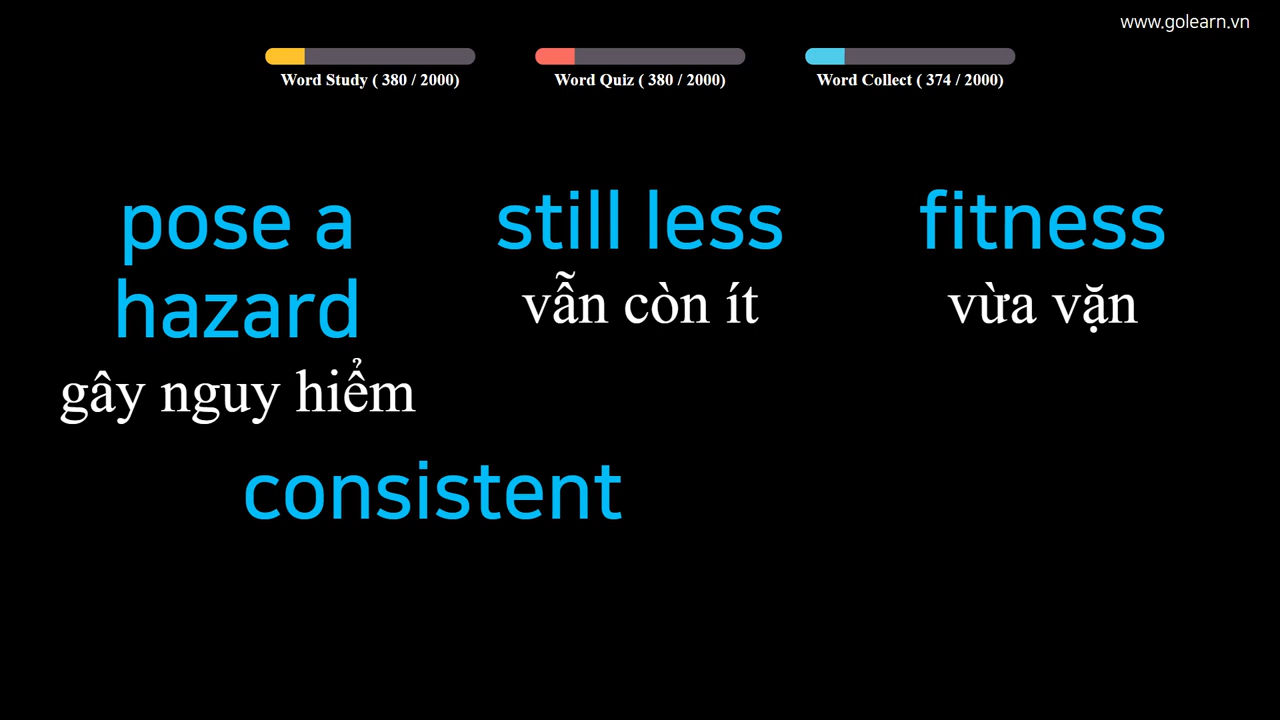 www.golearn.vn
Word Study ( 380 / 2000)
Word Quiz ( 380 / 2000)
Word Collect ( 374 / 2000)
pose a
hazard
gây nguy hiểm
still less
vẫn còn ít
fitness
vừa vặn
consistent